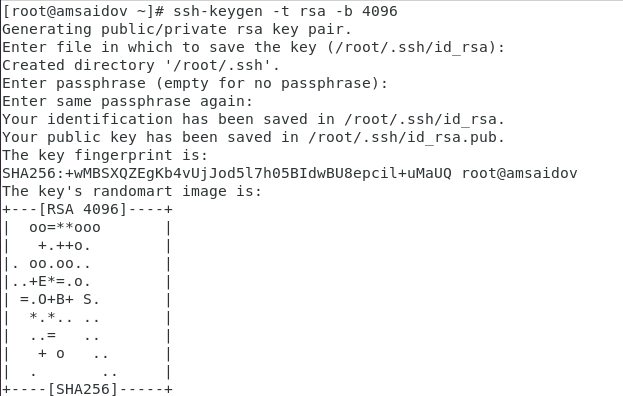 [root@amsaidov ~]# ssh-keygen -t rsa -b 4096
Generating public/private rsa key pair.
Enter file in which to save the key (/root/.ssh/id_rsa):
Created directory '/root/.ssh'.
Enter passphrase (empty for no passphrase):
Enter same passphrase again:
Your identification has been saved in /root/.ssh/id_rsa.
Your public key has been saved in /root/.ssh/id_rsa.pub.
The key fingerprint is:
SHA256:+wMBSXQZEgKb4vUjJod5l7h05BIdwBU8epcil+uMaUQ root@amsaidov
The key's randomart image is:
+---[RSA 4096]----+
|  oo=**ooo       |
|   +.++o.        |
|. oo.oo..        |
|..+E*=.o.        |
| =.O+B+ S.       |
|  *.*.. ..       |
|  ..=   ..       |
|   + o   ..      |
|  .       ..     |
+----[SHA256]-----+